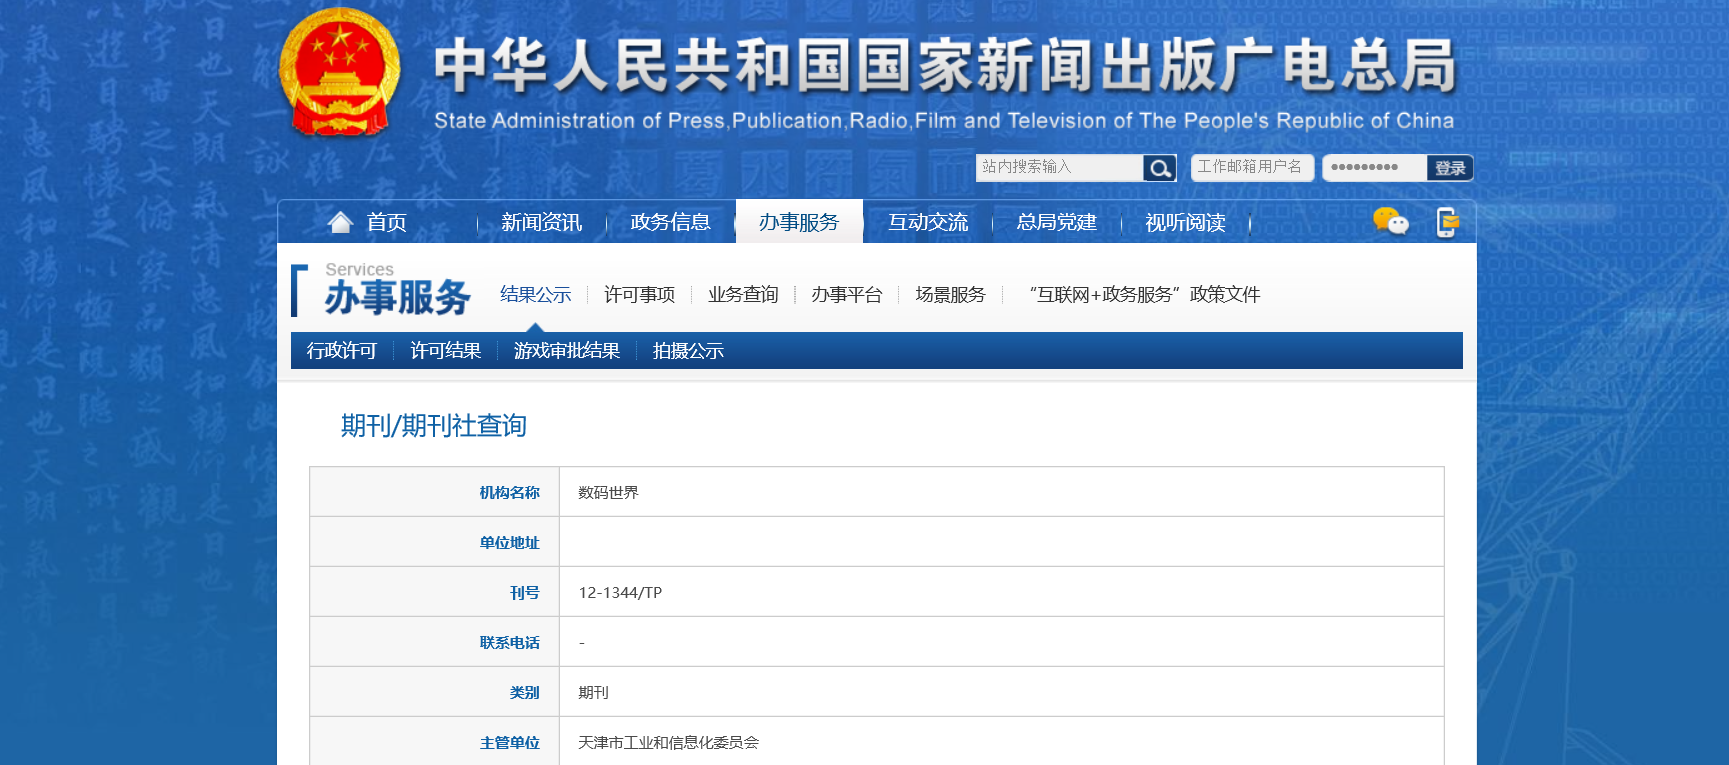 中华人民共和国国家新闻出版广电总局
State Administration of Press,Publication,Radio,Film and Television of The People's Republic of China
站内搜索输入 工作邮箱用户名 ••••••••• 登录
首页 新闻资讯 政务信息 办事服务 互动交流 总局党建 视听阅读
Services
办事服务 结果公示 许可事项 业务查询 办事平台 场景服务 “互联网+政务服务”政策文件
行政许可 许可结果 游戏审批结果 拍摄公示
期刊/期刊社查询
机构名称 数码世界
单位地址
刊号 12-1344/TP
联系电话 -
类别 期刊
主管单位 天津市工业和信息化委员会